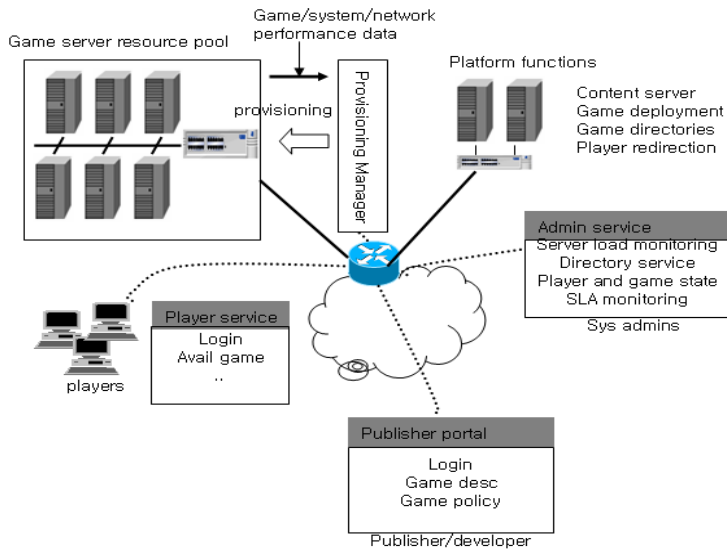 Game/system/network
performance data
Game server resource pool
Platform functions
Content server
Game deployment
Game directories
Player redirection
provisioning
Provisioning Manager
Admin service
Server load monitoring
Directory service
Player and game state
SLA monitoring
Sys admins
Player service
Login
Avail game
..
players
Publisher portal
Login
Game desc
Game policy
Publisher/developer